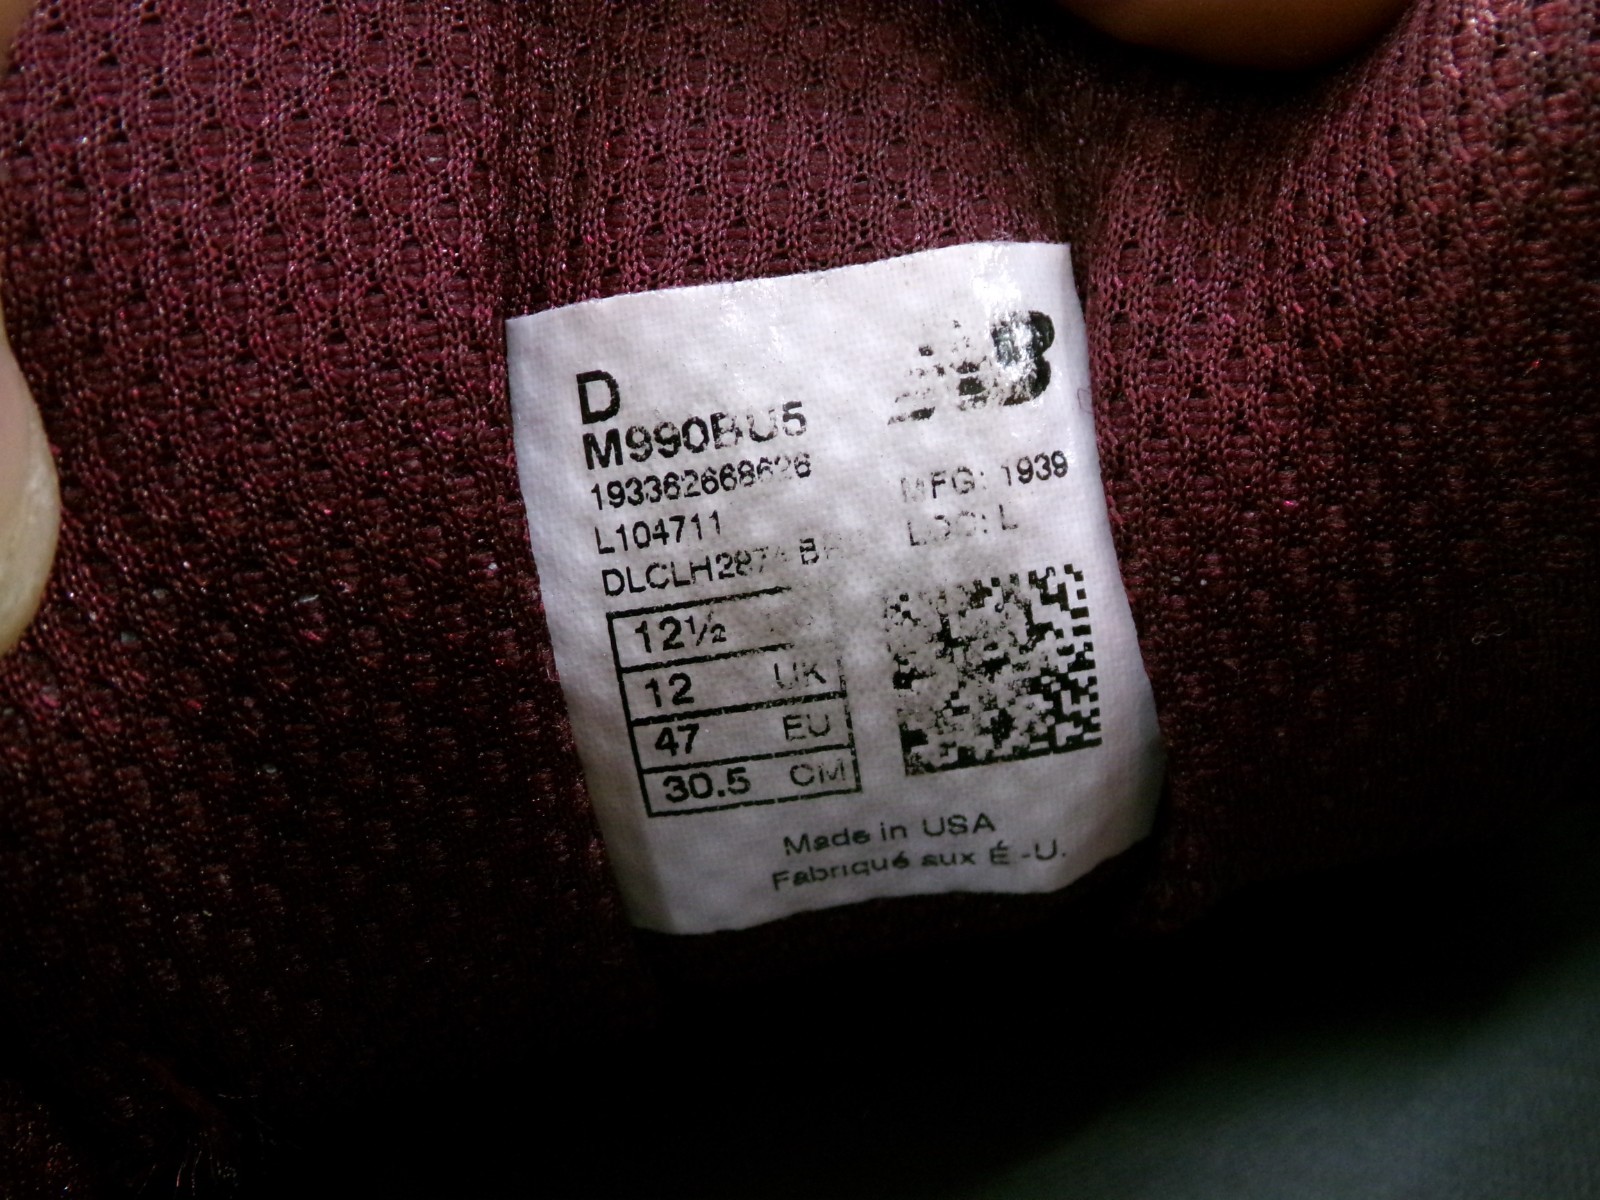 D
M990BU5
193362668626
L104711
MFG: 1939
LOC: L
12½
12 UK
47 EU
30.5 CM
Made in USA
Fabriqué aux É-U.